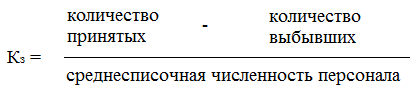 количество - количество
принятых выбывших
Кз =
среднесписочная численность персонала